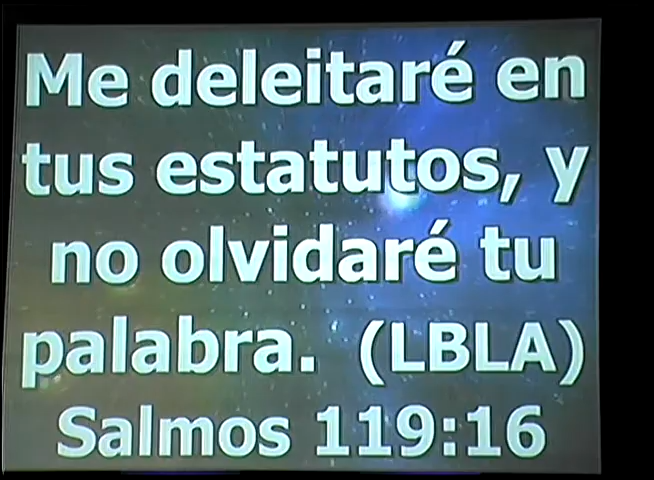 Me deleitaré en
tus estatutos, y
no olvidaré tu
palabra. (LBLA)
Salmos 119:16